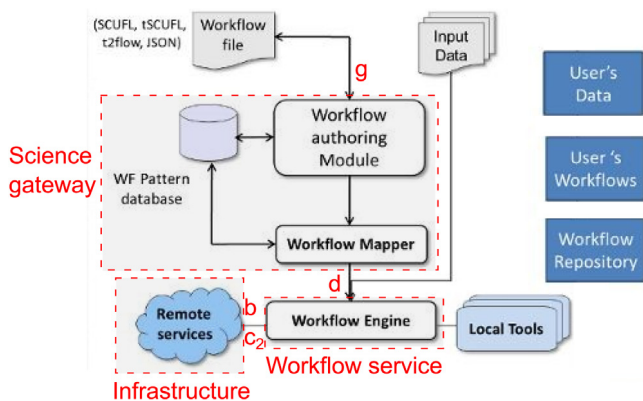 (SCUFL, tSCUFL,
t2flow, JSON)
Workflow
file
Input
Data
g
User's
Data
Workflow
authoring
Module
Science
gateway
WF Pattern
database
User 's
Workflows
Workflow Mapper
Workflow
Repository
d
Remote
services
b
c2
Workflow Engine
Local Tools
Workflow service
Infrastructure